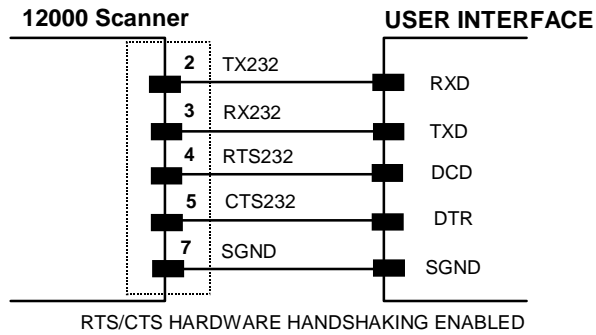 12000 Scanner USER INTERFACE
2 TX232 RXD
3 RX232 TXD
4 RTS232 DCD
5 CTS232 DTR
7 SGND SGND
RTS/CTS HARDWARE HANDSHAKING ENABLED